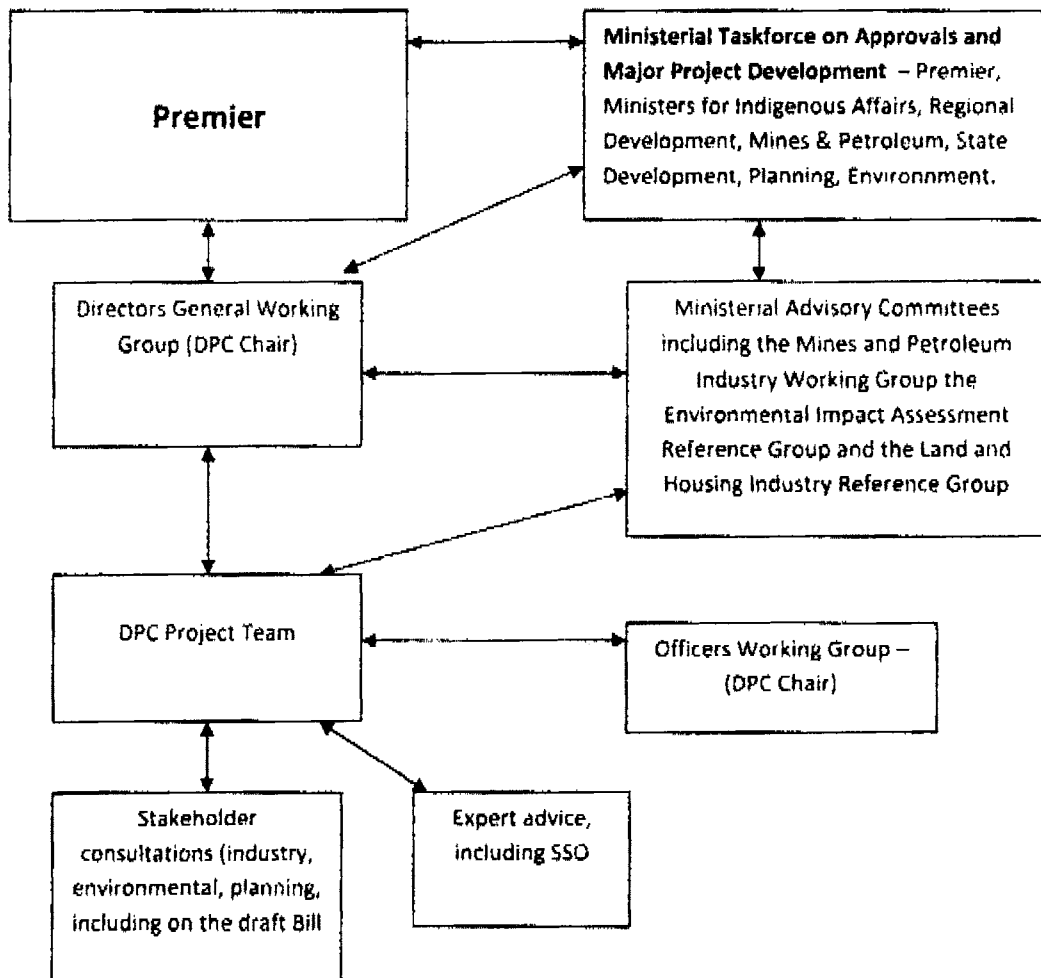 Premier
Ministerial Taskforce on Approvals and
Major Project Development – Premier,
Ministers for Indigenous Affairs, Regional
Development, Mines & Petroleum, State
Development, Planning, Environnment.
Directors General Working
Group (DPC Chair)
Ministerial Advisory Committees
including the Mines and Petroleum
Industry Working Group the
Environmental Impact Assessment
Reference Group and the Land and
Housing Industry Reference Group
DPC Project Team
Officers Working Group –
(DPC Chair)
Stakeholder
consultations (industry,
environmental, planning,
including on the draft Bill
Expert advice,
including SSO